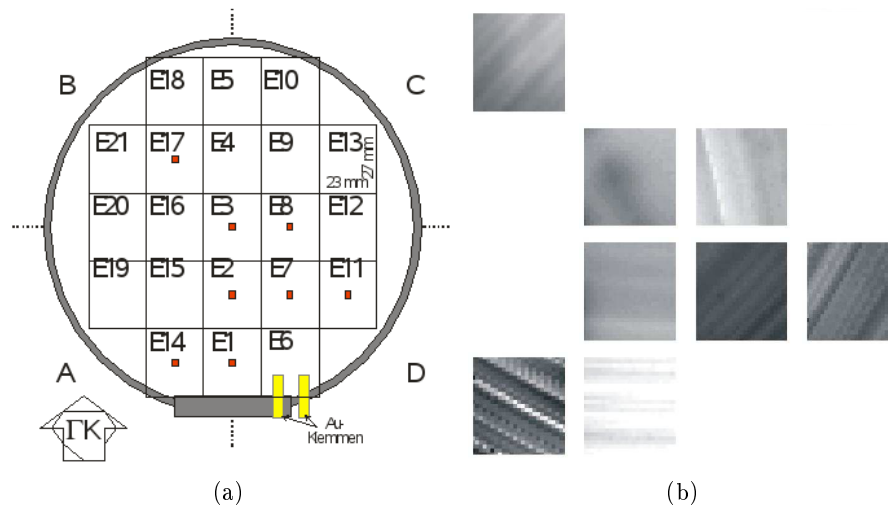 B
C
E18 E5 E10
E21 E17 E4 E9 E13
27 mm
23 mm
E20 E16 E3 E8 E12
E19 E15 E2 E7 E11
E14 E1 E6
A
D
ΓK
Au-
Klemmen
(a)
(b)